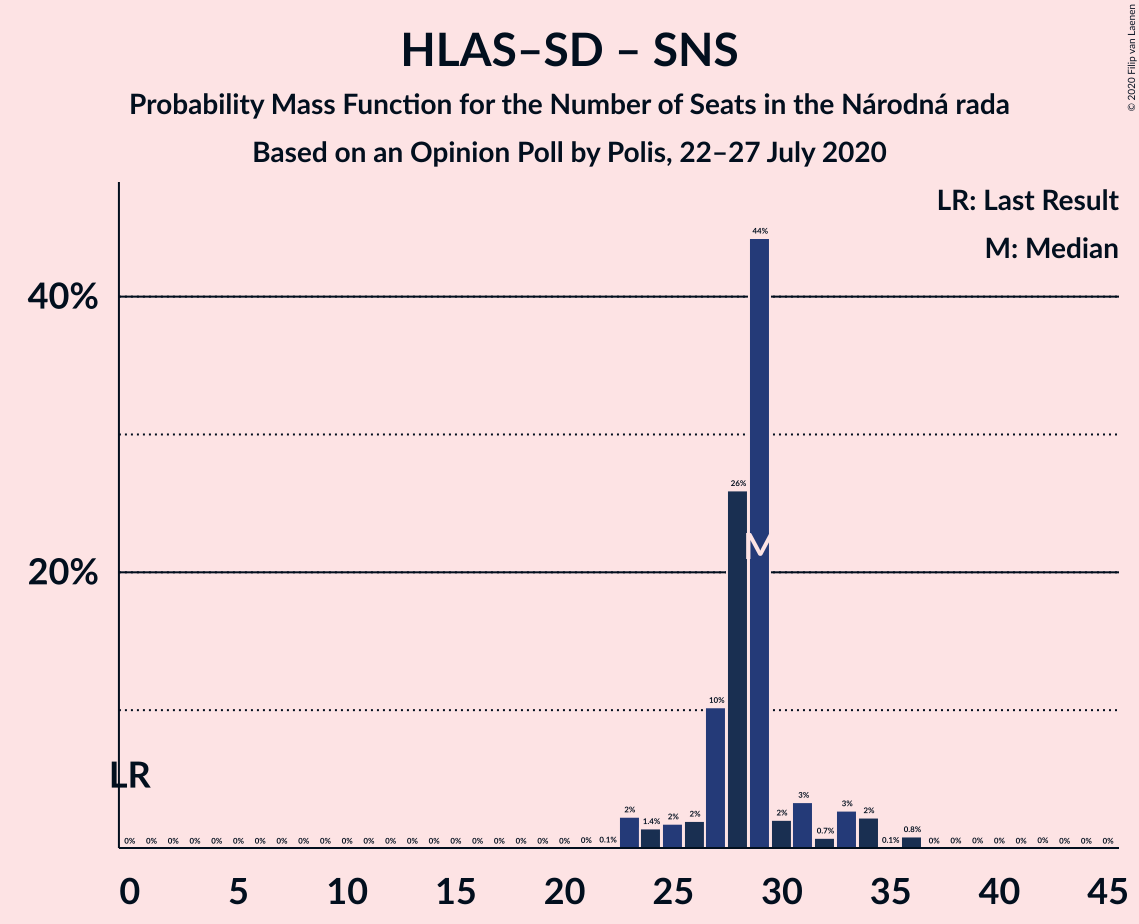 © 2020 Filip van Laenen
HLAS–SD – SNS
Probability Mass Function for the Number of Seats in the Národná rada
Based on an Opinion Poll by Polis, 22–27 July 2020
LR: Last Result
M: Median
44%
40%
26%
20%
M
10%
LR
0% 0% 0% 0% 0% 0% 0% 0% 0% 0% 0% 0% 0% 0% 0% 0% 0% 0% 0% 0% 0% 0% 0.1% 2% 1.4% 2% 2% 2% 3% 0.7% 3% 2% 0.1% 0.8% 0% 0% 0% 0% 0% 0% 0% 0% 0%
0 5 10 15 20 25 30 35 40 45